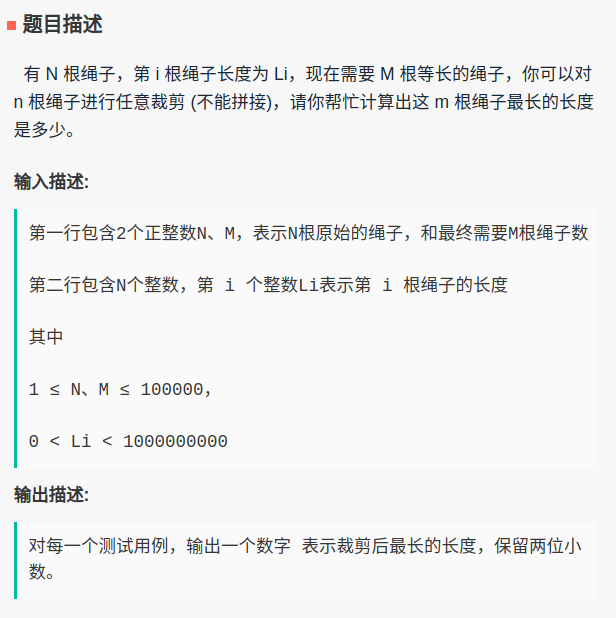 题目描述
有 N 根绳子，第 i 根绳子长度为 Li，现在需要 M 根等长的绳子，你可以对
n 根绳子进行任意裁剪 (不能拼接)，请你帮忙计算出这 m 根绳子最长的长度
是多少。
输入描述:
第一行包含2个正整数N、M，表示N根原始的绳子，和最终需要M根绳子数
第二行包含N个整数，第 i 个整数Li表示第 i 根绳子的长度
其中
1 ≤ N、M ≤ 100000，
0 < Li < 1000000000
输出描述:
对每一个测试用例，输出一个数字 表示裁剪后最长的长度，保留两位小
数。